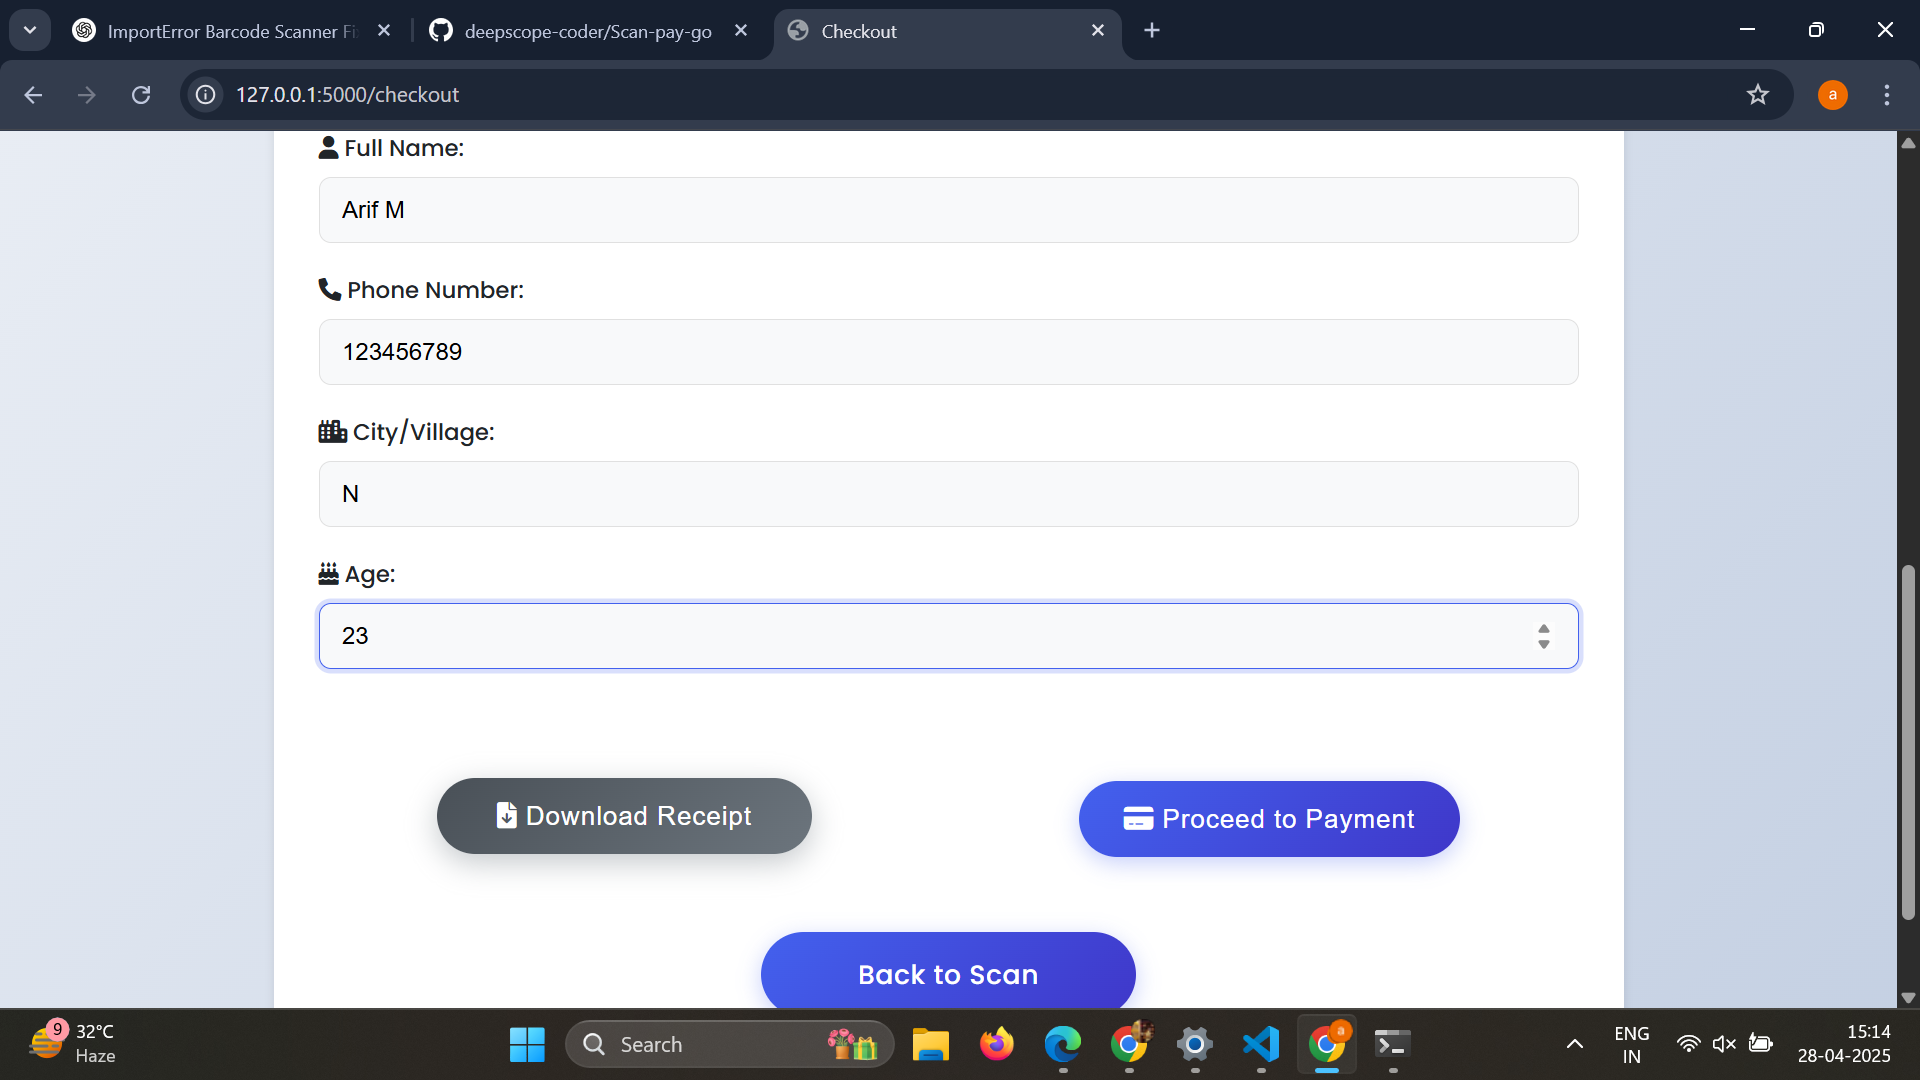 ImportError Barcode Scanner Fi
deepscope-coder/Scan-pay-go
Checkout
127.0.0.1:5000/checkout
a
Full Name:
Arif M
Phone Number:
123456789
City/Village:
N
Age:
23
Download Receipt
Proceed to Payment
Back to Scan
9
32°C
Haze
Search
a
ENG
IN
15:14
28-04-2025